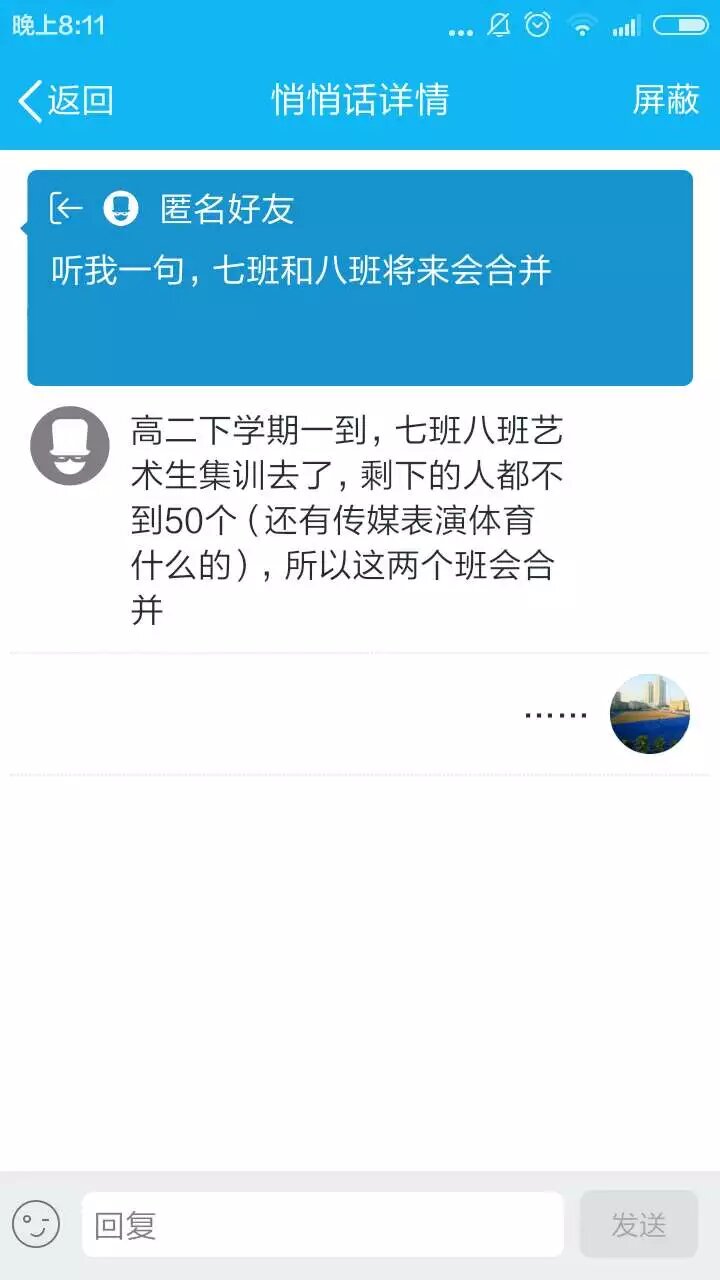 晚上8:11
返回
悄悄话详情
屏蔽
匿名好友
听我一句，七班和八班将来会合并
高二下学期一到，七班八班艺
术生集训去了，剩下的人都不
到50个（还有传媒表演体育
什么的），所以这两个班会合
并
……
回复
发送